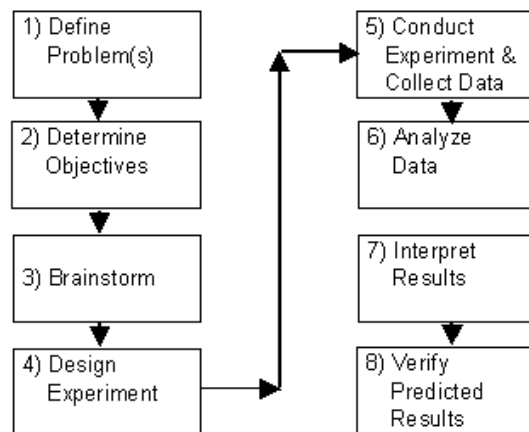 1) Define
Problem(s)
2) Determine
Objectives
3) Brainstorm
4) Design
Experiment
5) Conduct
Experiment &
Collect Data
6) Analyze
Data
7) Interpret
Results
8) Verify
Predicted
Results